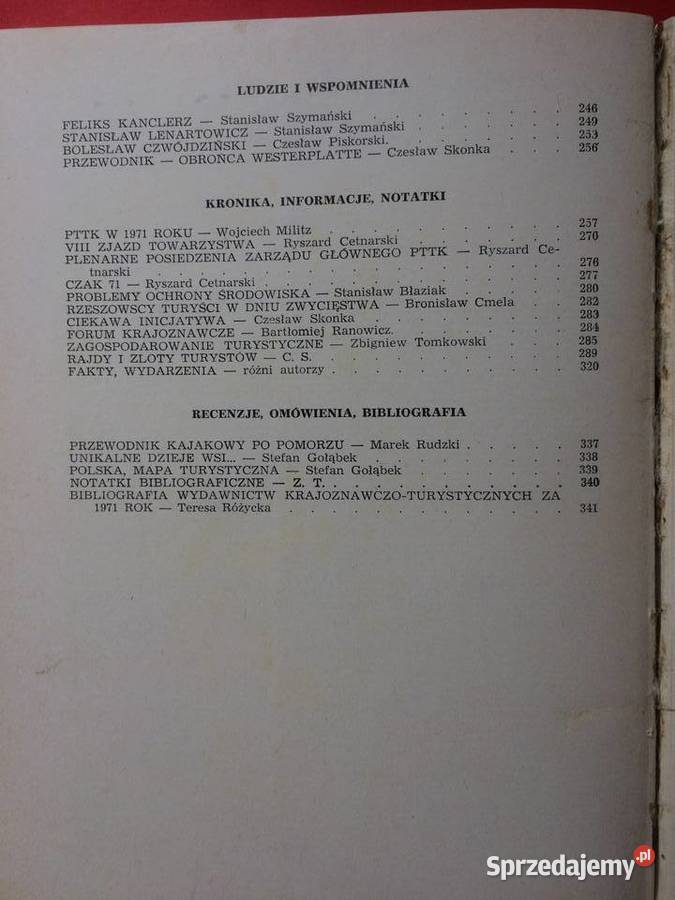 LUDZIE I WSPOMNIENIA
FELIKS KANCLERZ — Stanisław Szymański . . . . . . . . 246
STANISŁAW LENARTOWICZ — Stanisław Szymański . . . . . . 249
BOLESŁAW CZWÓJDZIŃSKI — Czesław Piskorski. . . . . . . 253
PRZEWODNIK — OBROŃCA WESTERPLATTE — Czesław Skonka . . . 256
KRONIKA, INFORMACJE, NOTATKI
PTTK W 1971 ROKU — Wojciech Militz . . . . . . . . . 257
VIII ZJAZD TOWARZYSTWA — Ryszard Cetnarski . . . . . . 270
PLENARNE POSIEDZENIA ZARZĄDU GŁÓWNEGO PTTK — Ryszard Ce-
tnarski . . . . . . . . . . . . . . . . 276
CZAK 71 — Ryszard Cetnarski . . . . . . . . . . . . 277
PROBLEMY OCHRONY ŚRODOWISKA — Stanisław Błaziak . . . . 280
RZESZOWSCY TURYŚCI W DNIU ZWYCIĘSTWA — Bronisław Cmela . . 282
CIEKAWA INICJATYWA — Czesław Skonka . . . . . . . . 283
FORUM KRAJOZNAWCZE — Bartłomiej Ranowicz. . . . . . . 284
ZAGOSPODAROWANIE TURYSTYCZNE — Zbigniew Tomkowski . . . 285
RAJDY I ZLOTY TURYSTÓW — C. S. . . . . . . . . . . 289
FAKTY, WYDARZENIA — różni autorzy . . . . . . . . . . 320
RECENZJE, OMÓWIENIA, BIBLIOGRAFIA
PRZEWODNIK KAJAKOWY PO POMORZU — Marek Rudzki . . . . . 337
UNIKALNE DZIEJE WSI... — Stefan Gołąbek . . . . . . . . 338
POLSKA, MAPA TURYSTYCZNA — Stefan Gołąbek . . . . . . 339
NOTATKI BIBLIOGRAFICZNE — Z. T. . . . . . . . . . . . 340
BIBLIOGRAFIA WYDAWNICTW KRAJOZNAWCZO-TURYSTYCZNYCH ZA
1971 ROK — Teresa Różycka . . . . . . . . . . . 341
Sprzedajemy.pl